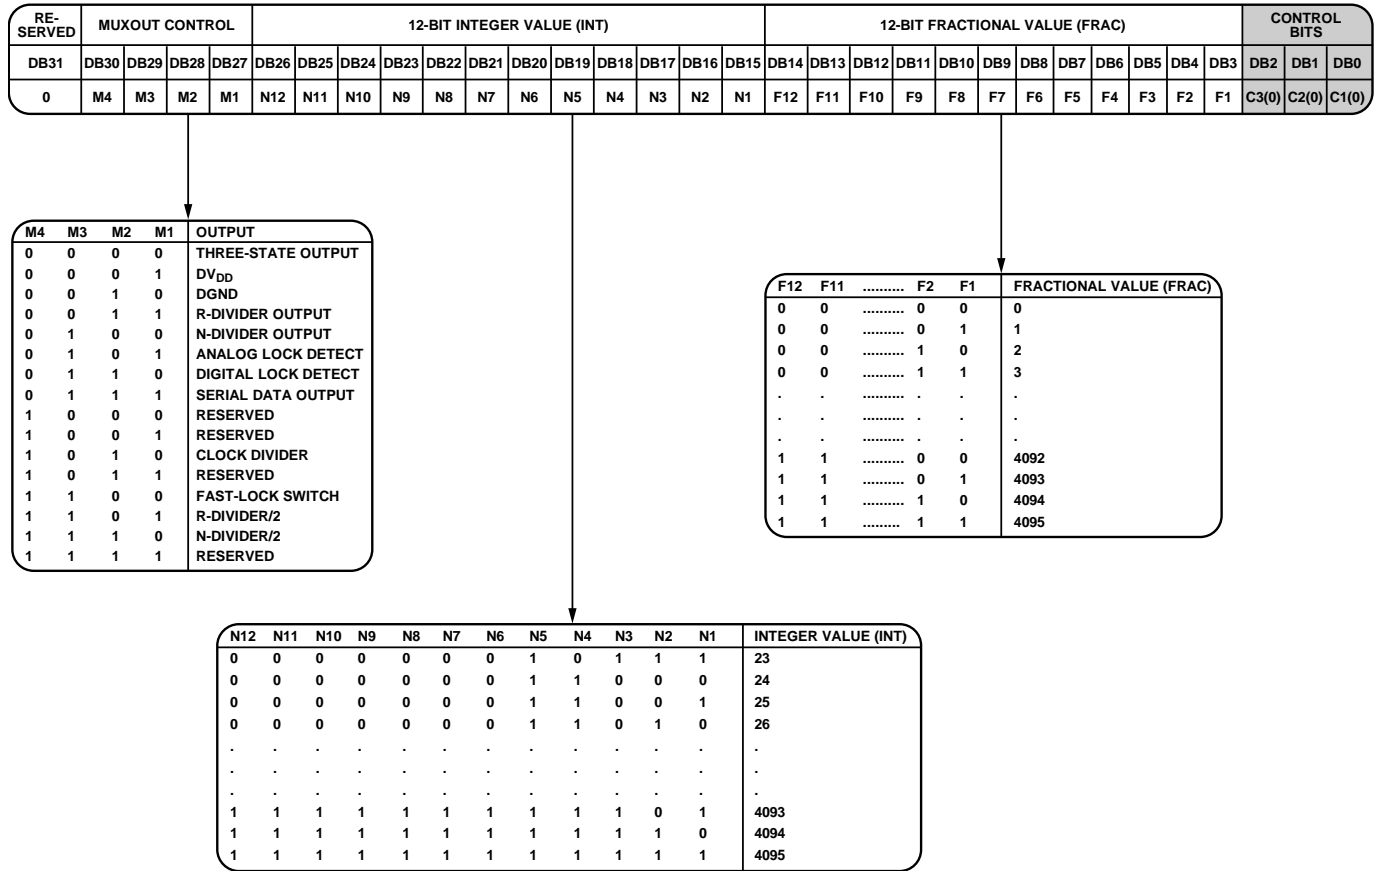 RE-
SERVED MUXOUT CONTROL 12-BIT INTEGER VALUE (INT) 12-BIT FRACTIONAL VALUE (FRAC) CONTROL
BITS
DB31 DB30 DB29 DB28 DB27 DB26 DB25 DB24 DB23 DB22 DB21 DB20 DB19 DB18 DB17 DB16 DB15 DB14 DB13 DB12 DB11 DB10 DB9 DB8 DB7 DB6 DB5 DB4 DB3 DB2 DB1 DB0
0 M4 M3 M2 M1 N12 N11 N10 N9 N8 N7 N6 N5 N4 N3 N2 N1 F12 F11 F10 F9 F8 F7 F6 F5 F4 F3 F2 F1 C3(0) C2(0) C1(0)
M4 M3 M2 M1 OUTPUT
0 0 0 0 THREE-STATE OUTPUT
0 0 0 1 DVDD
0 0 1 0 DGND
0 0 1 1 R-DIVIDER OUTPUT
0 1 0 0 N-DIVIDER OUTPUT
0 1 0 1 ANALOG LOCK DETECT
0 1 1 0 DIGITAL LOCK DETECT
0 1 1 1 SERIAL DATA OUTPUT
1 0 0 0 RESERVED
1 0 0 1 RESERVED
1 0 1 0 CLOCK DIVIDER
1 0 1 1 RESERVED
1 1 0 0 FAST-LOCK SWITCH
1 1 0 1 R-DIVIDER/2
1 1 1 0 N-DIVIDER/2
1 1 1 1 RESERVED
F12 F11 .......... F2 F1 FRACTIONAL VALUE (FRAC)
0 0 .......... 0 0 0
0 0 .......... 0 1 1
0 0 .......... 1 0 2
0 0 .......... 1 1 3
. . .......... . . .
. . .......... . . .
. . .......... . . .
1 1 .......... 0 0 4092
1 1 .......... 0 1 4093
1 1 .......... 1 0 4094
1 1 ......... 1 1 4095
N12 N11 N10 N9 N8 N7 N6 N5 N4 N3 N2 N1 INTEGER VALUE (INT)
0 0 0 0 0 0 0 1 0 1 1 1 23
0 0 0 0 0 0 0 1 1 0 0 0 24
0 0 0 0 0 0 0 1 1 0 0 1 25
0 0 0 0 0 0 0 1 1 0 1 0 26
. . . . . . . . . . . . .
. . . . . . . . . . . . .
. . . . . . . . . . . . .
1 1 1 1 1 1 1 1 1 1 0 1 4093
1 1 1 1 1 1 1 1 1 1 1 0 4094
1 1 1 1 1 1 1 1 1 1 1 1 4095